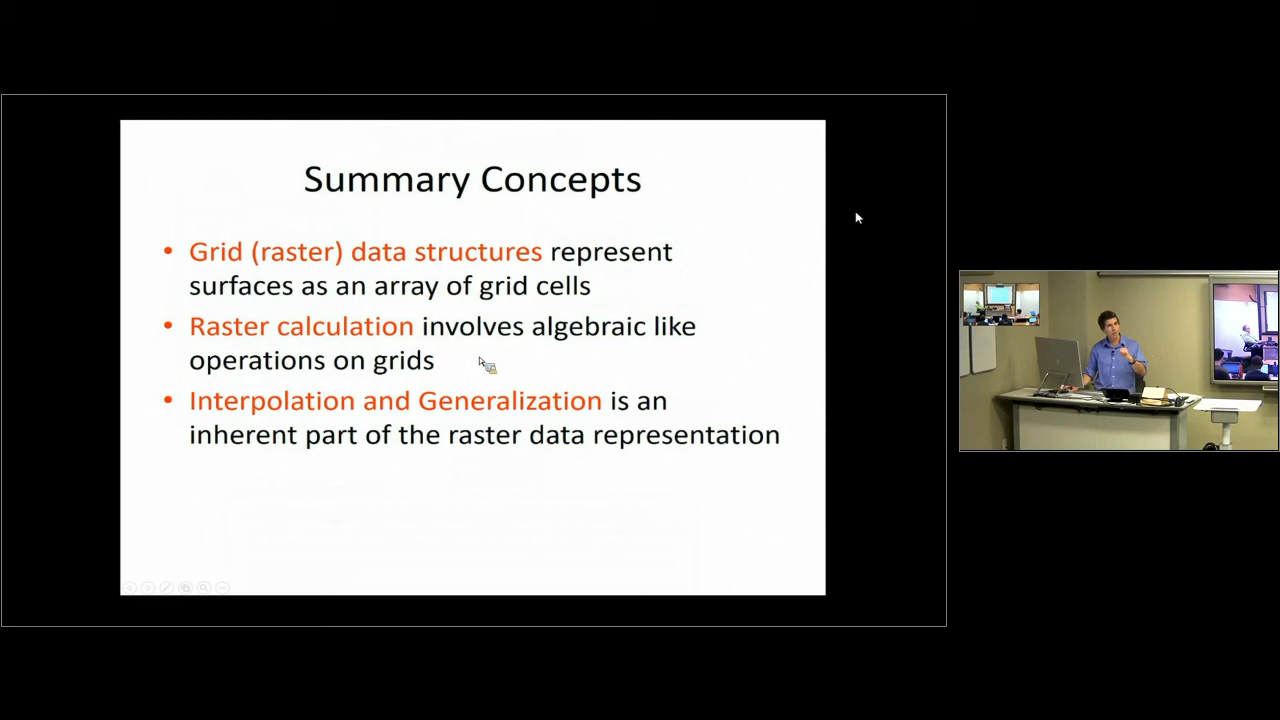 Summary Concepts
• Grid (raster) data structures represent
surfaces as an array of grid cells
• Raster calculation involves algebraic like
operations on grids
• Interpolation and Generalization is an
inherent part of the raster data representation